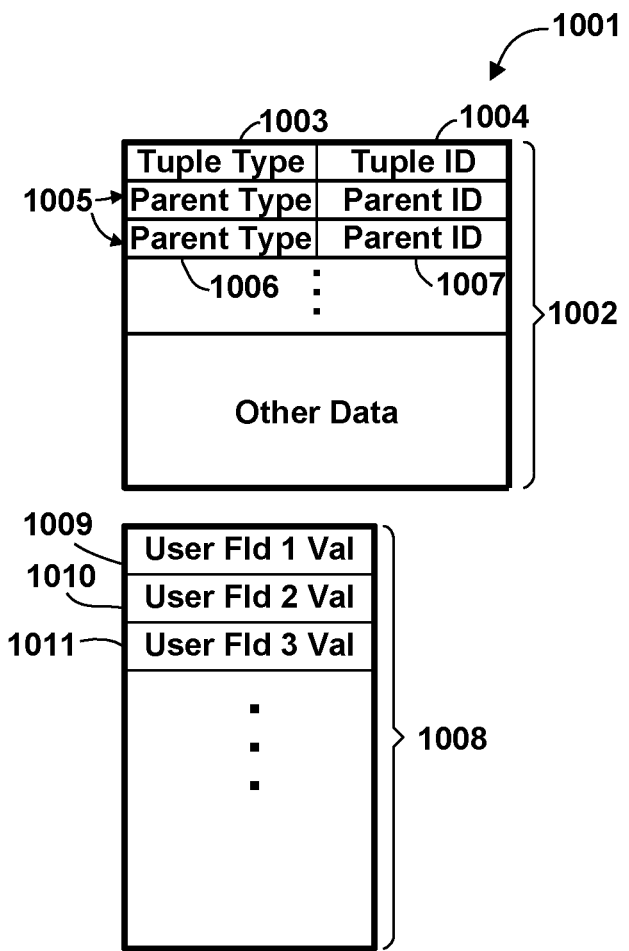 1001
1003
1004
Tuple Type Tuple ID
1005
Parent Type Parent ID
Parent Type Parent ID
1006
1007
1002
Other Data
1009
User Fld 1 Val
1010
User Fld 2 Val
1011
User Fld 3 Val
1008